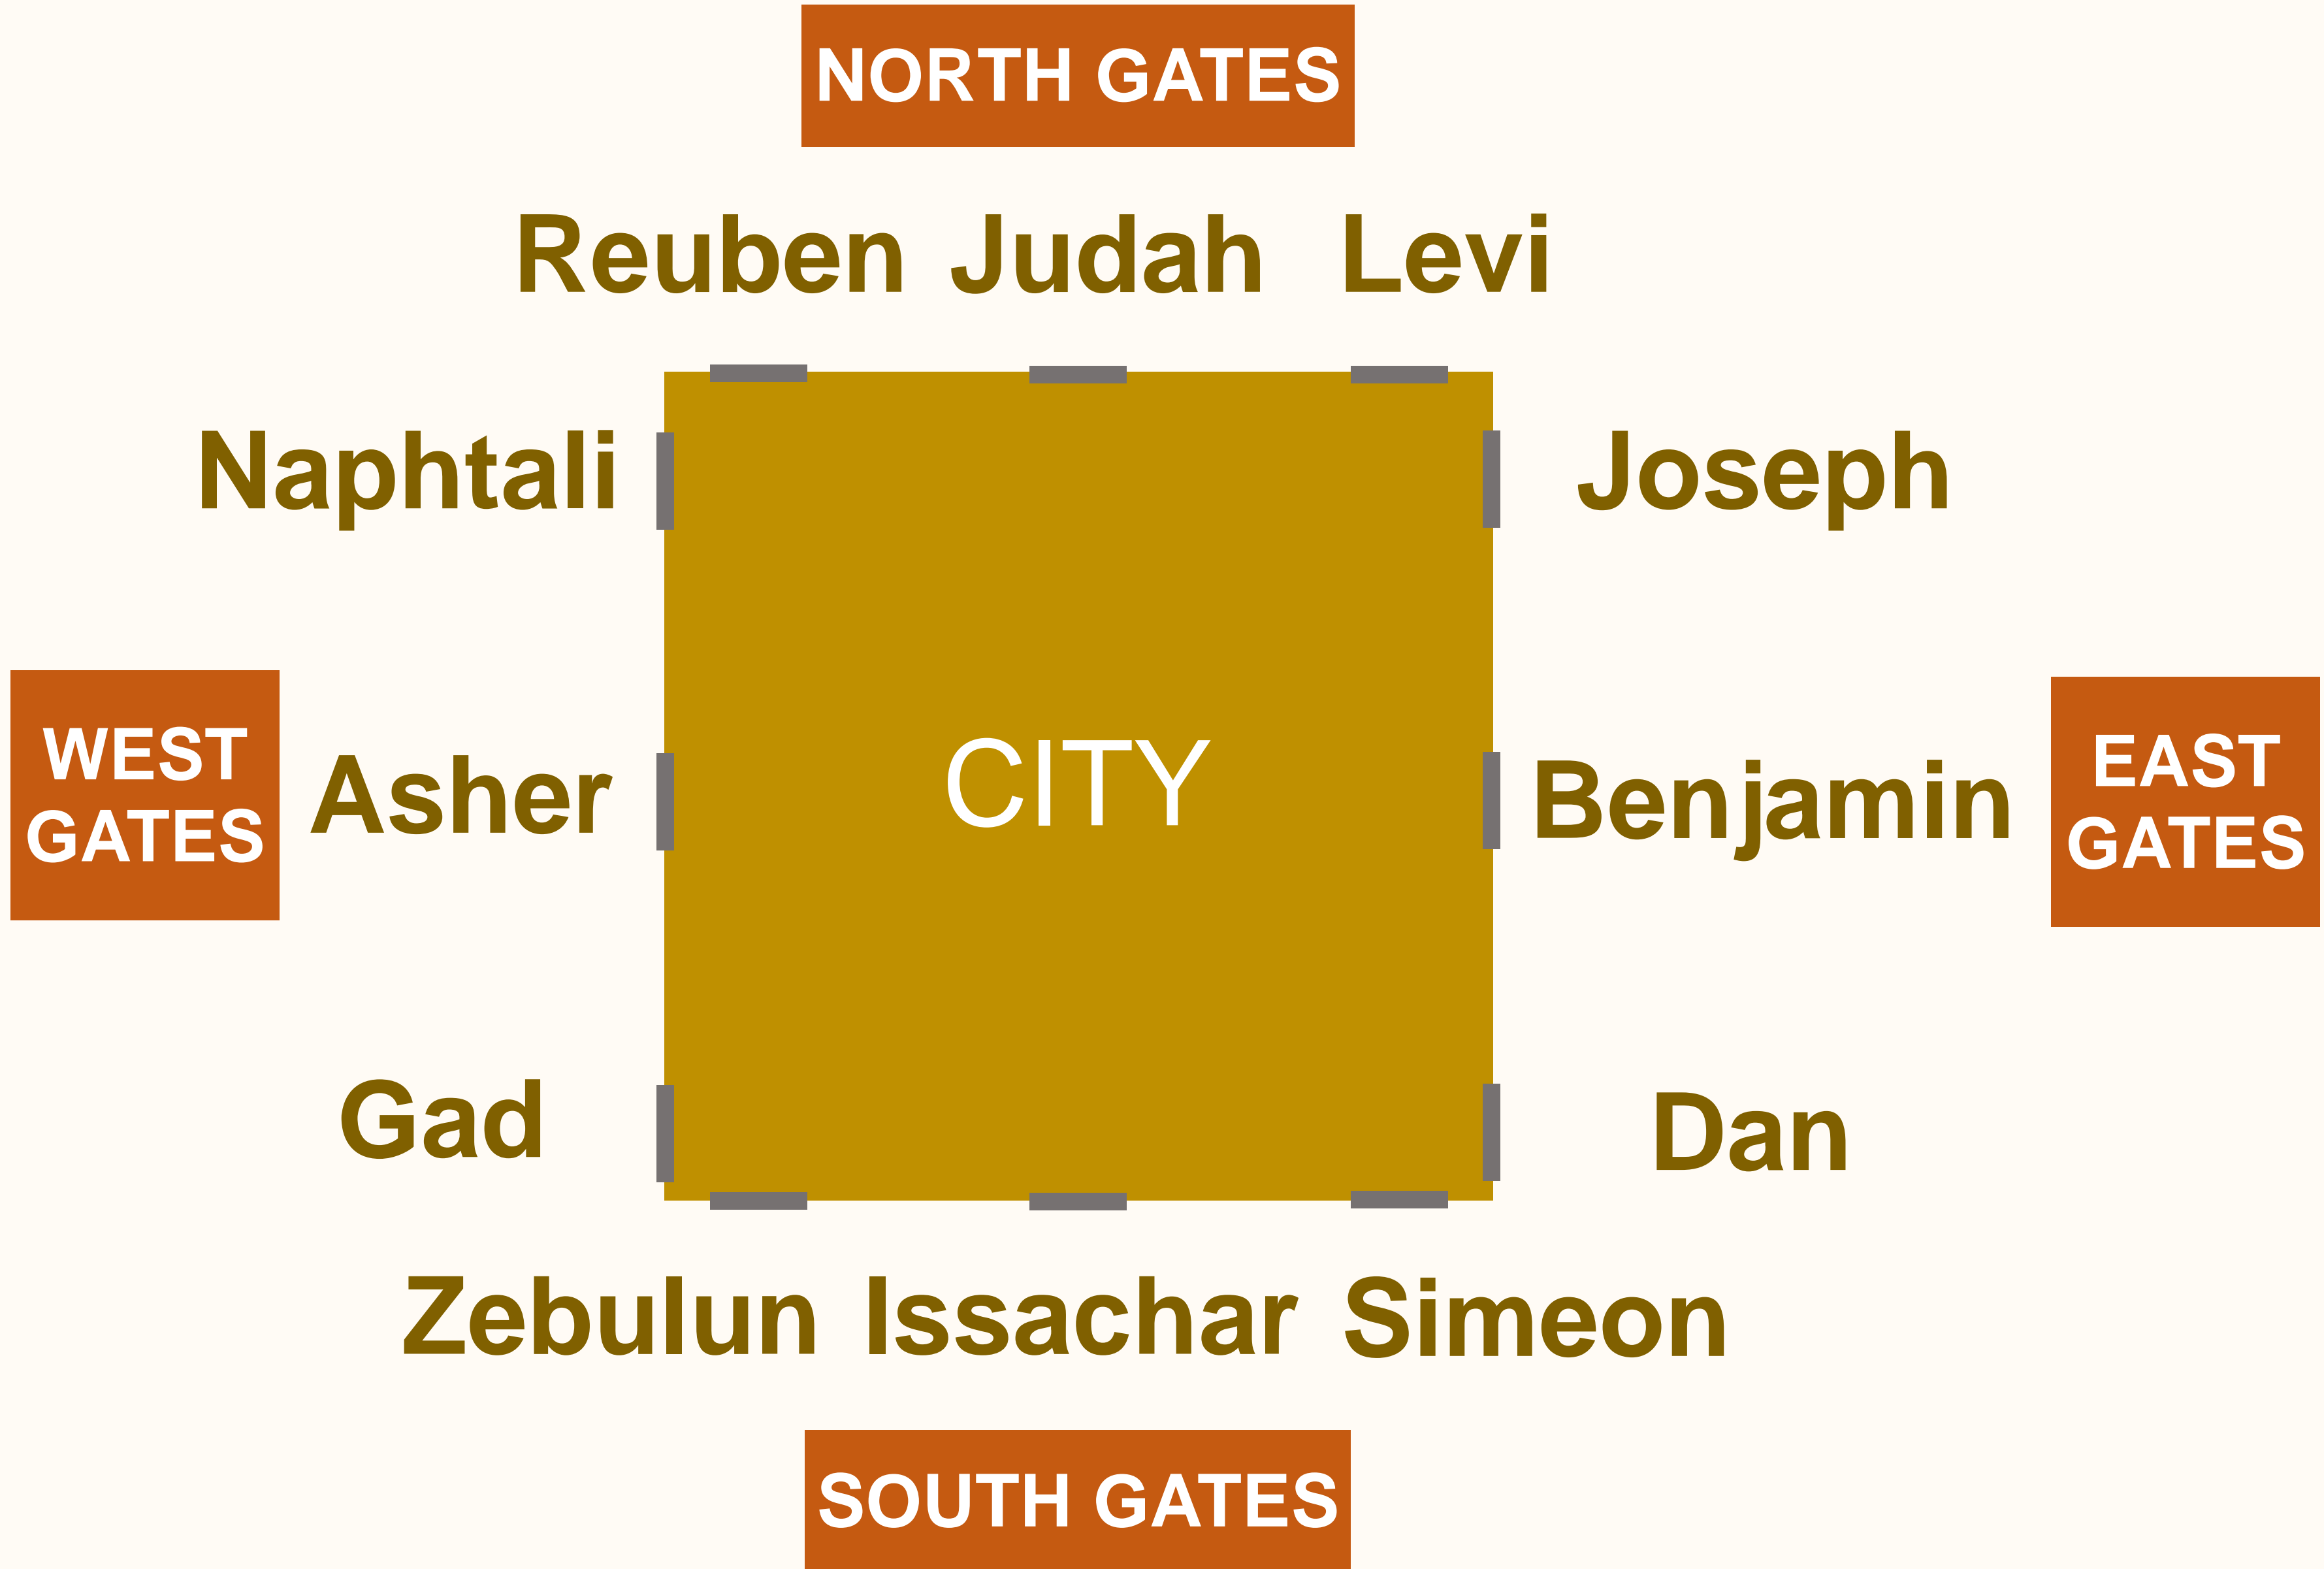 NORTH GATES
Reuben Judah Levi
Naphtali
Joseph
WEST
GATES
Asher
CITY
Benjamin
EAST
GATES
Gad
Dan
Zebulun Issachar Simeon
SOUTH GATES